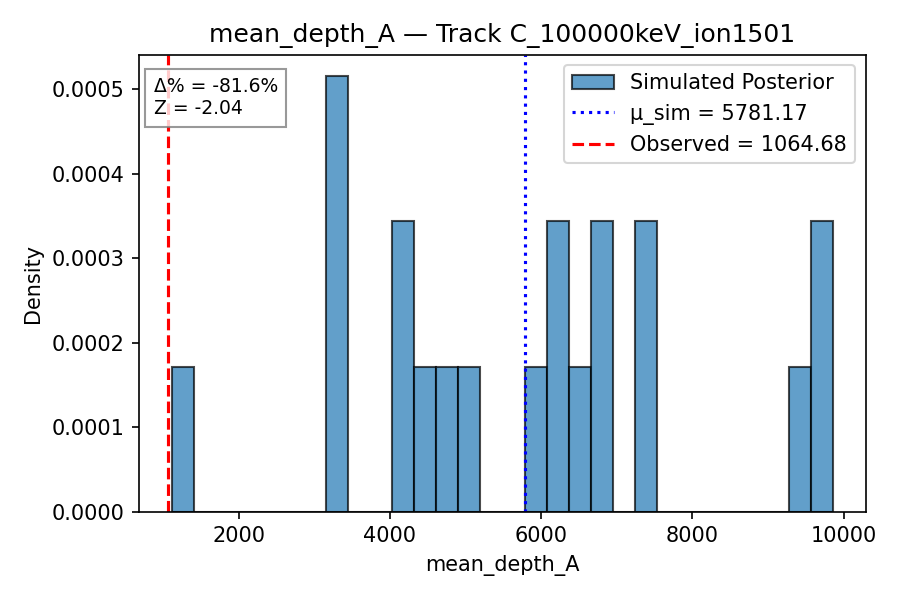 mean_depth_A — Track C_100000keV_ion1501
Δ% = -81.6%
Z = -2.04
Simulated Posterior
μ_sim = 5781.17
Observed = 1064.68
Density
0.0005
0.0004
0.0003
0.0002
0.0001
0.0000
2000
4000
6000
8000
10000
mean_depth_A